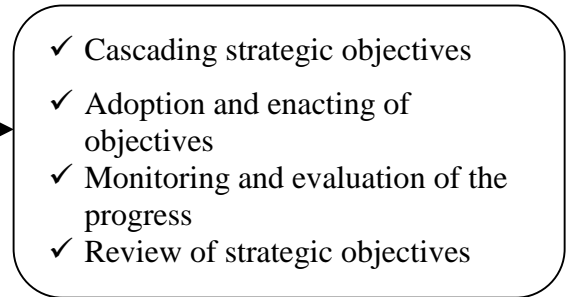 ✓ Cascading strategic objectives
✓ Adoption and enacting of
objectives
✓ Monitoring and evaluation of the
progress
✓ Review of strategic objectives